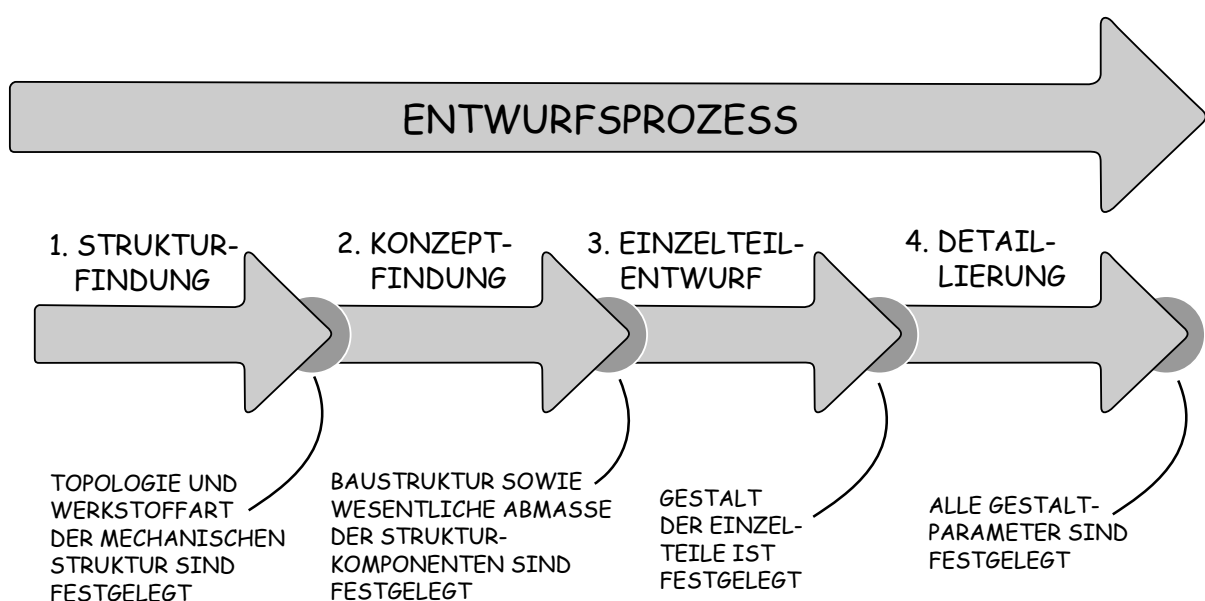 ENTWURFSPROZESS
1. STRUKTUR-
FINDUNG
2. KONZEPT-
FINDUNG
3. EINZELTEIL-
ENTWURF
4. DETAIL-
LIERUNG
TOPOLOGIE UND
WERKSTOFFART
DER MECHANISCHEN
STRUKTUR SIND
FESTGELEGT
BAUSTRUKTUR SOWIE
WESENTLICHE ABMASSE
DER STRUKTUR-
KOMPONENTEN SIND
FESTGELEGT
GESTALT
DER EINZEL-
TEILE IST
FESTGELEGT
ALLE GESTALT-
PARAMETER SIND
FESTGELEGT